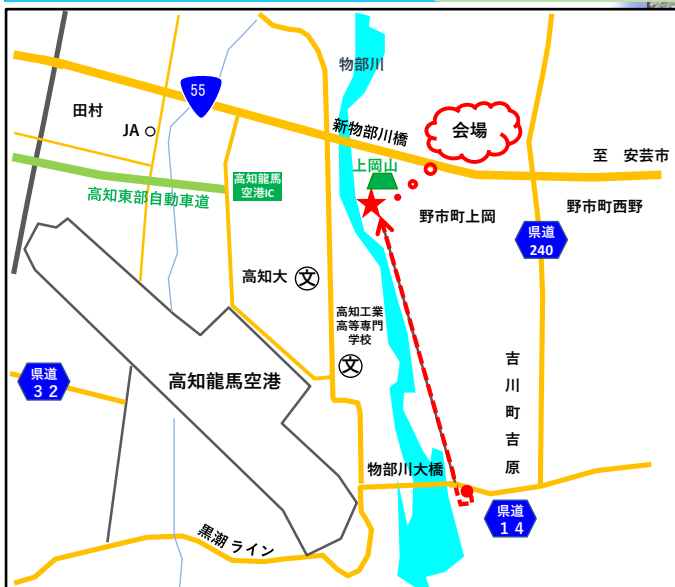 物部川
55
田村
JA
新物部川橋
会場
至 安芸市
上岡山
高知龍馬
空港IC
高知東部自動車道
野市町上岡
野市町西野
県道
240
高知大
文
高知工業
高等専門
学校
文
吉川町吉原
県道
32
高知龍馬空港
物部川大橋
県道
14
黒潮ライン